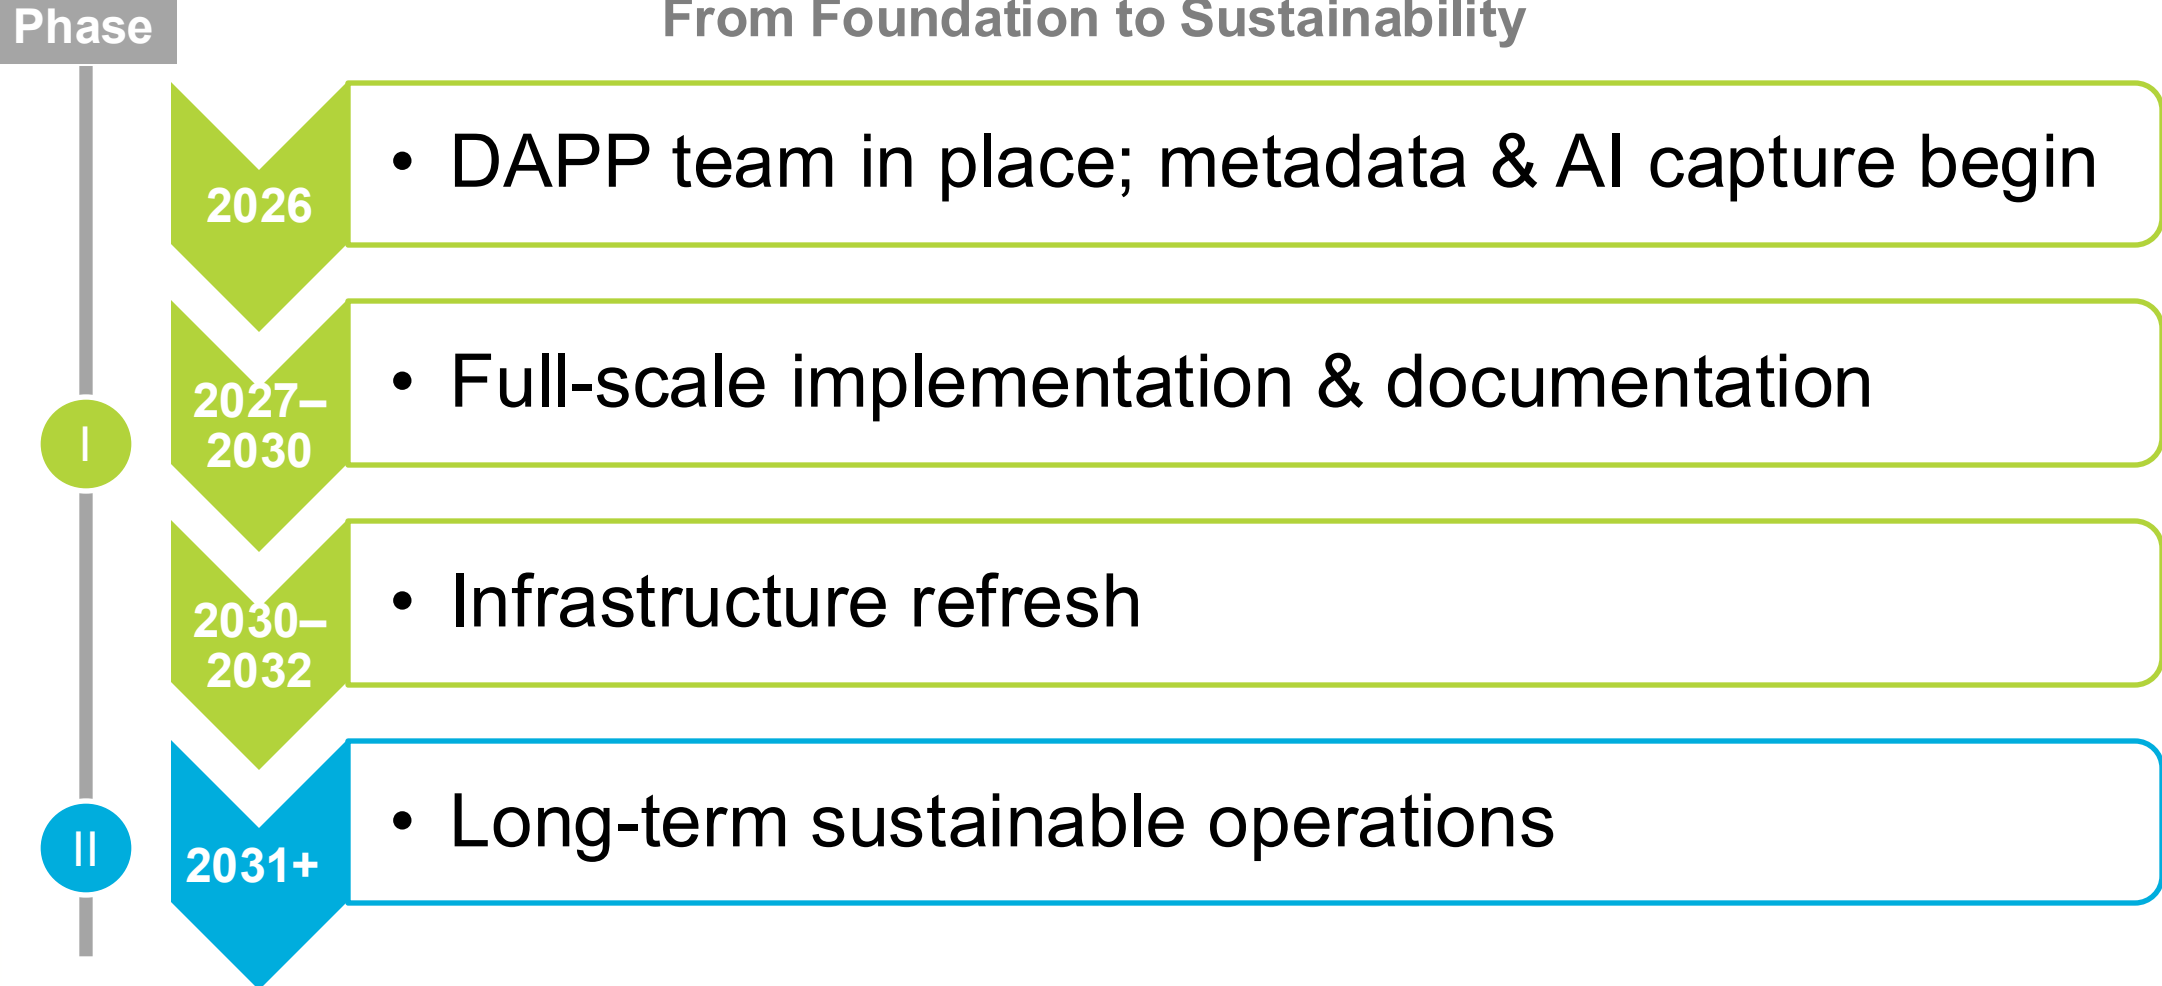 Phase
From Foundation to Sustainability
2026
• DAPP team in place; metadata & AI capture begin
2027–
2030
• Full-scale implementation & documentation
I
2030–
2032
• Infrastructure refresh
2031+
• Long-term sustainable operations
II